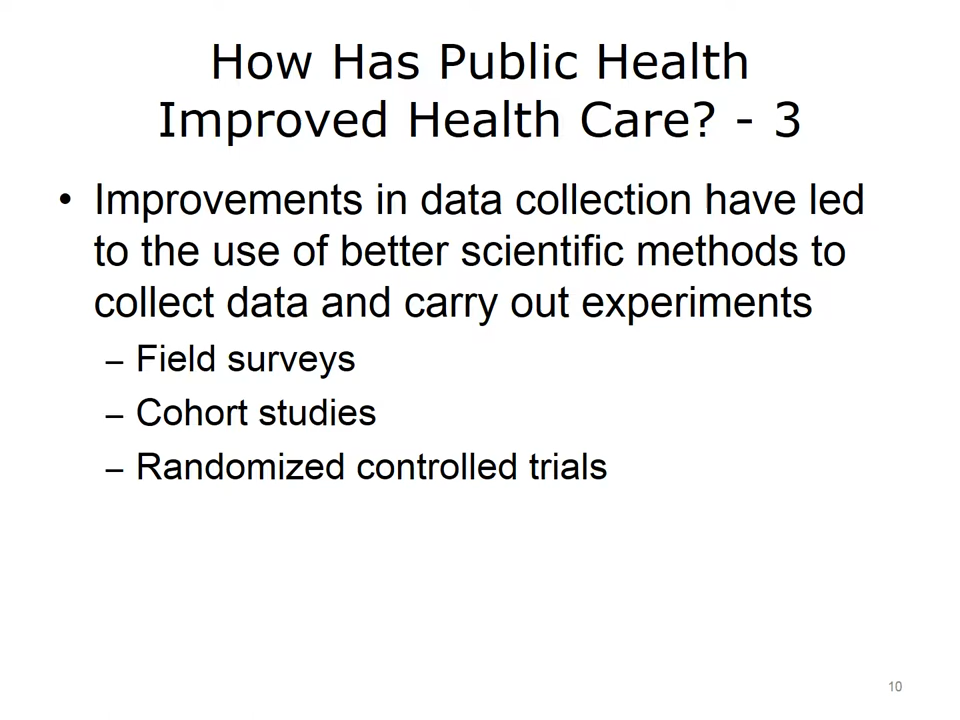 How Has Public Health
Improved Health Care? - 3
• Improvements in data collection have led
to the use of better scientific methods to
collect data and carry out experiments
– Field surveys
– Cohort studies
– Randomized controlled trials
10